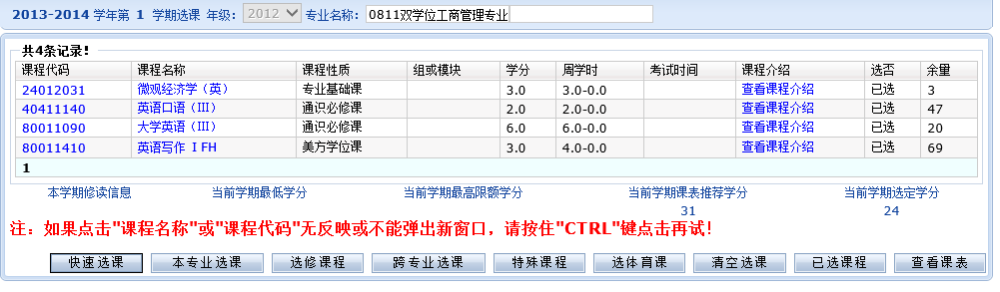 2013-2014 学年第 1 学期选课 年级： 2012 专业名称： 0811双学位工商管理专业
共4条记录！
课程代码 课程名称 课程性质 组或模块 学分 周学时 考试时间 课程介绍 选否 余量
24012031 微观经济学（英） 专业基础课 3.0 3.0-0.0 查看课程介绍 已选 3
40411140 英语口语（Ⅲ） 通识必修课 2.0 2.0-0.0 查看课程介绍 已选 47
80011090 大学英语（Ⅲ） 通识必修课 6.0 6.0-0.0 查看课程介绍 已选 20
80011410 英语写作 Ⅰ FH 美方学位课 3.0 4.0-0.0 查看课程介绍 已选 69
1
本学期修读信息 当前学期最低学分 当前学期最高限额学分 当前学期课表推荐学分 当前学期选定学分
31 24
注：如果点击"课程名称"或"课程代码"无反映或不能弹出新窗口，请按住"CTRL"键点击再试！
快速选课 本专业选课 选修课程 跨专业选课 特殊课程 选体育课 清空选课 已选课程 查看课表